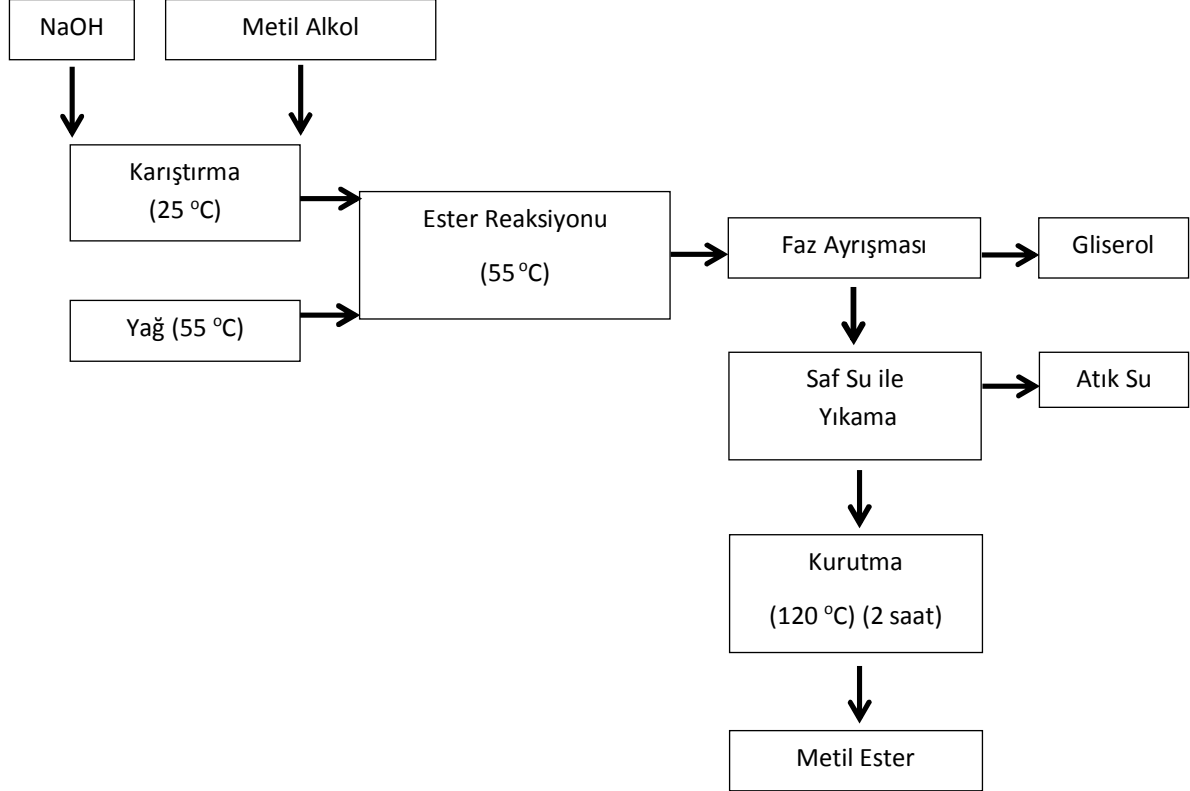 NaOH
Metil Alkol
Karıştırma
(25 °C)
Yağ (55 °C)
Ester Reaksiyonu
(55 °C)
Faz Ayrışması
Gliserol
Saf Su ile
Yıkama
Atık Su
Kurutma
(120 °C) (2 saat)
Metil Ester